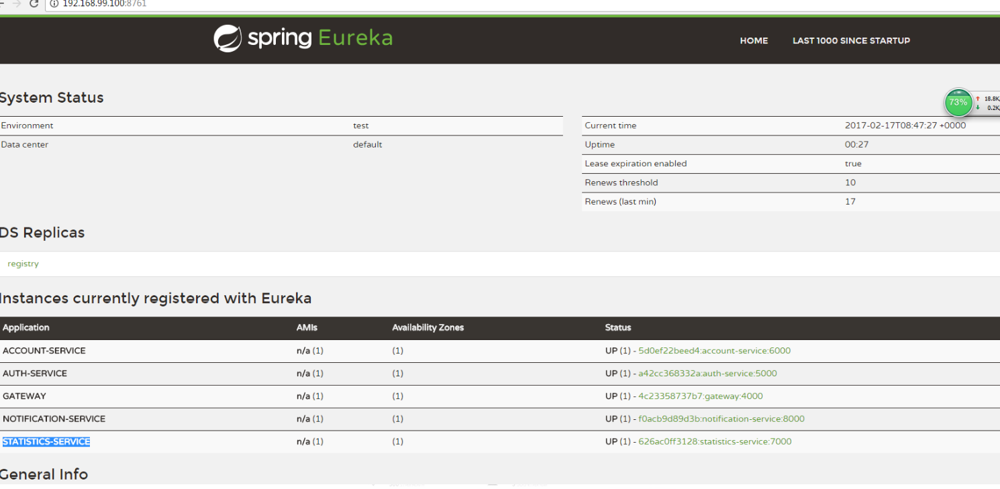 192.168.99.100:8761
spring Eureka
HOME LAST 1000 SINCE STARTUP
System Status
73% 18.8K/
0.2K/
Environment test
Data center default
Current time 2017-02-17T08:47:27 +0000
Uptime 00:27
Lease expiration enabled true
Renews threshold 10
Renews (last min) 17
DS Replicas
registry
Instances currently registered with Eureka
Application AMIs Availability Zones Status
ACCOUNT-SERVICE n/a (1) (1) UP (1) - 5d0ef22beed4:account-service:6000
AUTH-SERVICE n/a (1) (1) UP (1) - a42cc368332a:auth-service:5000
GATEWAY n/a (1) (1) UP (1) - 4c23358737b7:gateway:4000
NOTIFICATION-SERVICE n/a (1) (1) UP (1) - f0acb9d89d3b:notification-service:8000
STATISTICS-SERVICE n/a (1) (1) UP (1) - 626ac0ff3128:statistics-service:7000
General Info